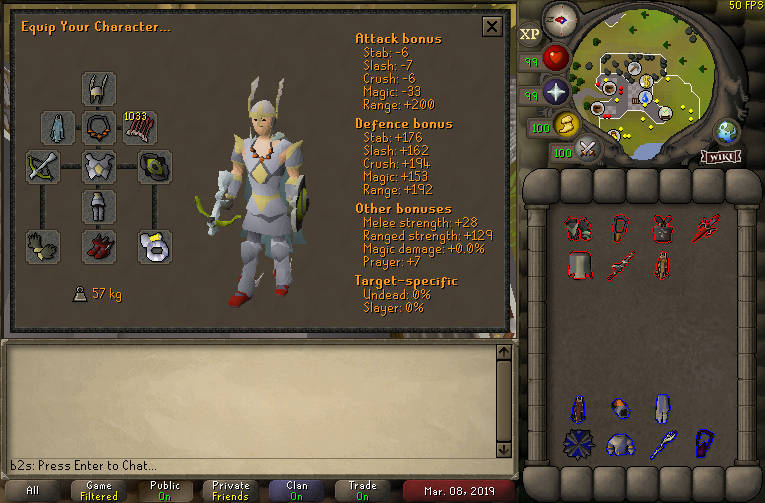 50 FPS
Equip Your Character...
X
XP
99
99
100
100
WIKI
1033
57 kg
Attack bonus
Stab: -6
Slash: -7
Crush: -6
Magic: -33
Range: +200
Defence bonus
Stab: +176
Slash: +162
Crush: +194
Magic: +153
Range: +192
Other bonuses
Melee strength: +28
Ranged strength: +129
Magic damage: +0.0%
Prayer: +7
Target-specific
Undead: 0%
Slayer: 0%
b2s: Press Enter to Chat...
All
Game
Filtered
Public
On
Private
Friends
Clan
On
Trade
On
Mar. 08, 2019